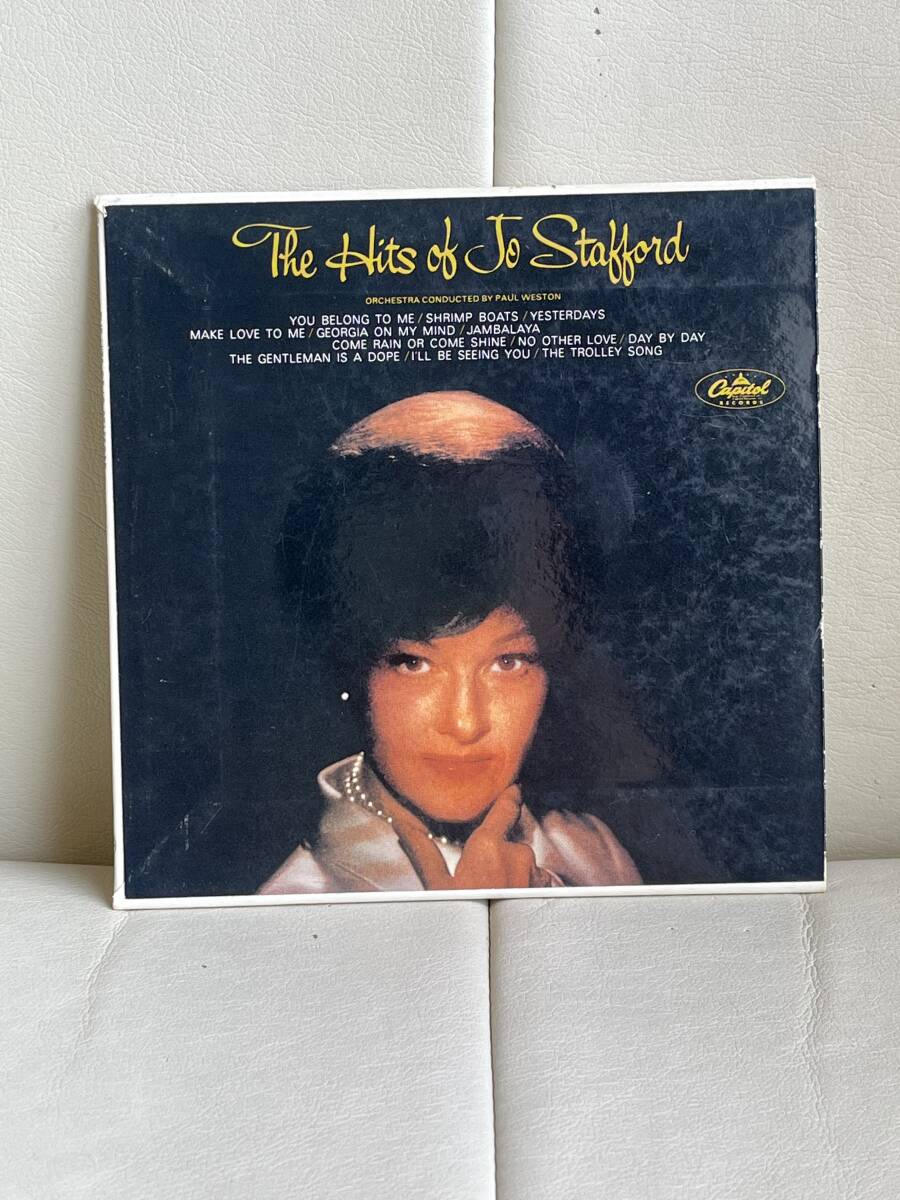 The Hits of Jo Stafford
ORCHESTRA CONDUCTED BY PAUL WESTON
YOU BELONG TO ME / SHRIMP BOATS / YESTERDAYS
MAKE LOVE TO ME / GEORGIA ON MY MIND / JAMBALAYA
COME RAIN OR COME SHINE / NO OTHER LOVE / DAY BY DAY
THE GENTLEMAN IS A DOPE / I'LL BE SEEING YOU / THE TROLLEY SONG
Capitol
RECORDS